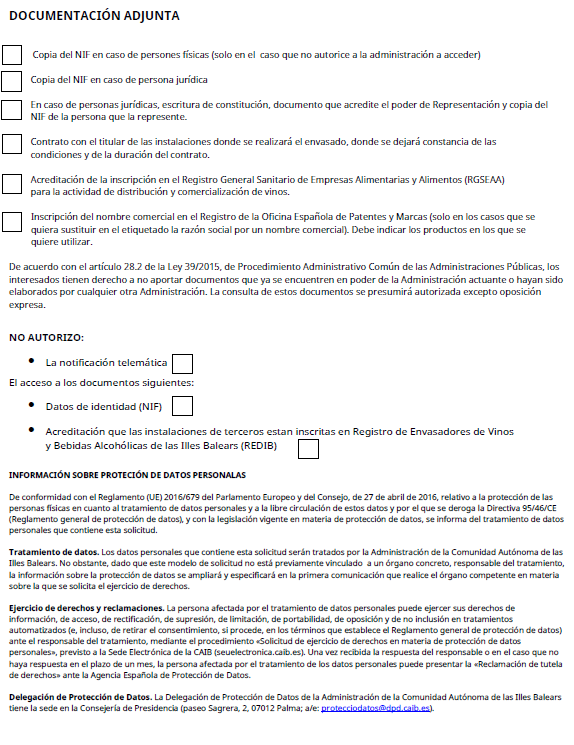 DOCUMENTACIÓN ADJUNTA
Copia del NIF en caso de persones físicas (solo en el caso que no autorice a la administración a acceder)
Copia del NIF en caso de persona jurídica
En caso de personas jurídicas, escritura de constitución, documento que acredite el poder de Representación y copia del
NIF de la persona que la represente.
Contrato con el titular de las instalaciones donde se realizará el envasado, donde se dejará constancia de las
condiciones y de la duración del contrato.
Acreditación de la inscripción en el Registro General Sanitario de Empresas Alimentarias y Alimentos (RGSEAA)
para la actividad de distribución y comercialización de vinos.
Inscripción del nombre comercial en el Registro de la Oficina Española de Patentes y Marcas (solo en los casos que se
quiera sustituir en el etiquetado la razón social por un nombre comercial). Debe indicar los productos en los que se
quiere utilizar.
De acuerdo con el artículo 28.2 de la Ley 39/2015, de Procedimiento Administrativo Común de las Administraciones Públicas, los
interesados tienen derecho a no aportar documentos que ya se encuentren en poder de la Administración actuante o hayan sido
elaborados por cualquier otra Administración. La consulta de estos documentos se presumirá autorizada excepto oposición
expresa.
NO AUTORIZO:
• La notificación telemática
El acceso a los documentos siguientes:
• Datos de identidad (NIF)
• Acreditación que las instalaciones de terceros estan inscritas en Registro de Envasadores de Vinos
y Bebidas Alcohólicas de las Illes Balears (REDIB)
INFORMACIÓN SOBRE PROTECIÓN DE DATOS PERSONALAS
De conformidad con el Reglamento (UE) 2016/679 del Parlamento Europeo y del Consejo, de 27 de abril de 2016, relativo a la protección de las
personas físicas en cuanto al tratamiento de datos personales y a la libre circulación de estos datos y por el que se deroga la Directiva 95/46/CE
(Reglamento general de protección de datos), y con la legislación vigente en materia de protección de datos, se informa del tratamiento de datos
personales que contiene esta solicitud.
Tratamiento de datos. Los datos personales que contiene esta solicitud serán tratados por la Administración de la Comunidad Autónoma de las
Illes Balears. No obstante, dado que este modelo de solicitud no está previamente vinculado a un órgano concreto, responsable del tratamiento,
la información sobre la protección de datos se ampliará y especificará en la primera comunicación que realice el órgano competente en materia
sobre la que se solicita el ejercicio de derechos.
Ejercicio de derechos y reclamaciones. La persona afectada por el tratamiento de datos personales puede ejercer sus derechos de
información, de acceso, de rectificación, de supresión, de limitación, de portabilidad, de oposición y de no inclusión en tratamientos
automatizados (e, incluso, de retirar el consentimiento, si procede, en los términos que establece el Reglamento general de protección de datos)
ante el responsable del tratamiento, mediante el procedimiento «Solicitud de ejercicio de derechos en materia de protección de datos
personales», previsto a la Sede Electrónica de la CAIB (seuelectronica.caib.es). Una vez recibida la respuesta del responsable o en el caso que no
haya respuesta en el plazo de un mes, la persona afectada por el tratamiento de los datos personales puede presentar la «Reclamación de tutela
de derechos» ante la Agencia Española de Protección de Datos.
Delegación de Protección de Datos. La Delegación de Protección de Datos de la Administración de la Comunidad Autónoma de las Illes Balears
tiene la sede en la Consejería de Presidencia (paseo Sagrera, 2, 07012 Palma; a/e: protecciodatos@dpd.caib.es).